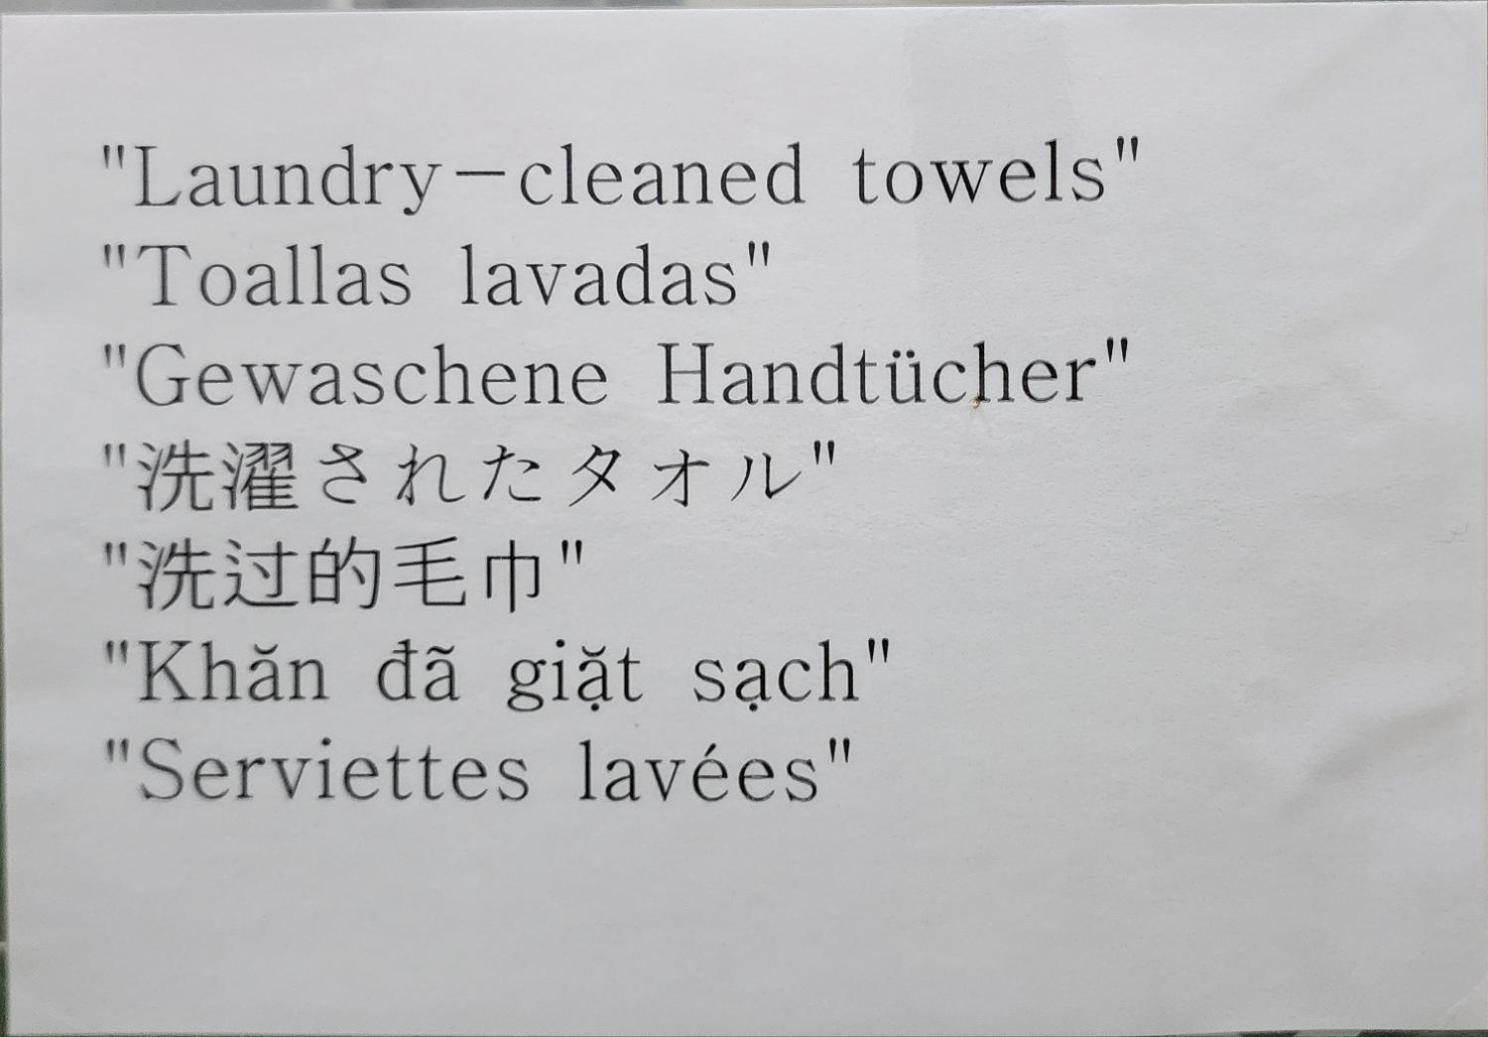 "Laundry-cleaned towels"
"Toallas lavadas"
"Gewaschene Handtücher"
"洗濯されたタオル"
"洗过的毛巾"
"Khăn đã giặt sạch"
"Serviettes lavées"